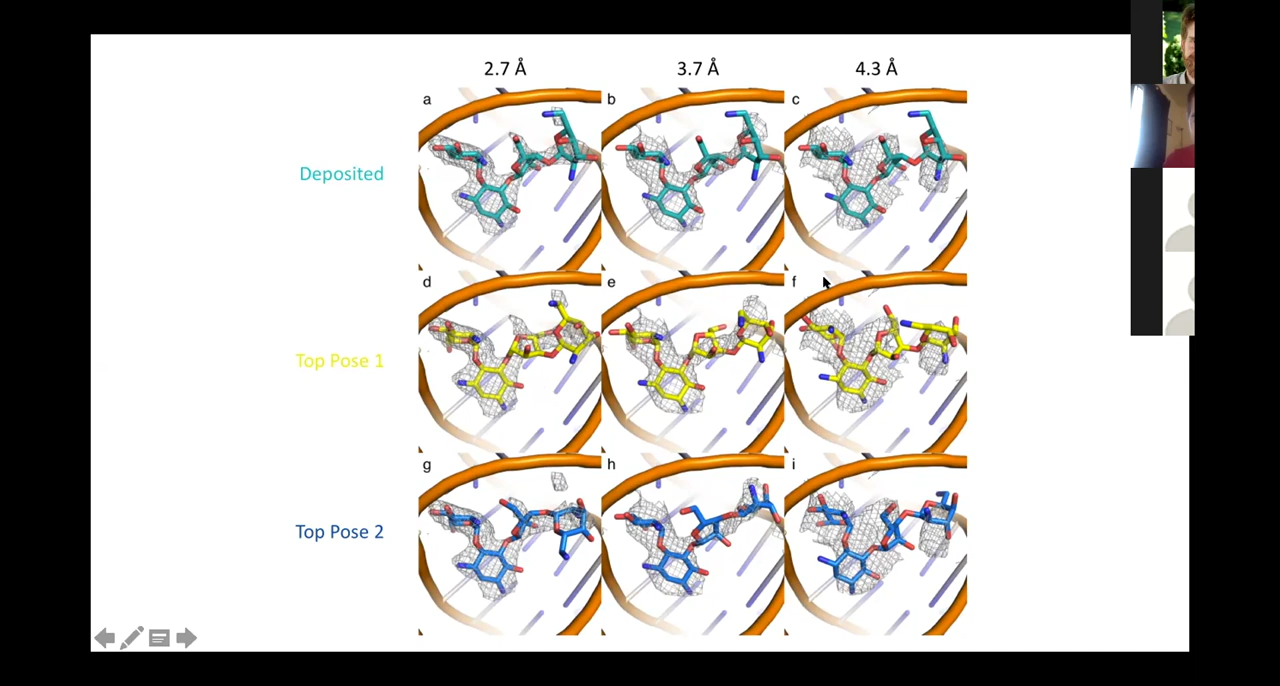 2.7 Å 3.7 Å 4.3 Å
a b c
Deposited
d e f
Top Pose 1
g h i
Top Pose 2